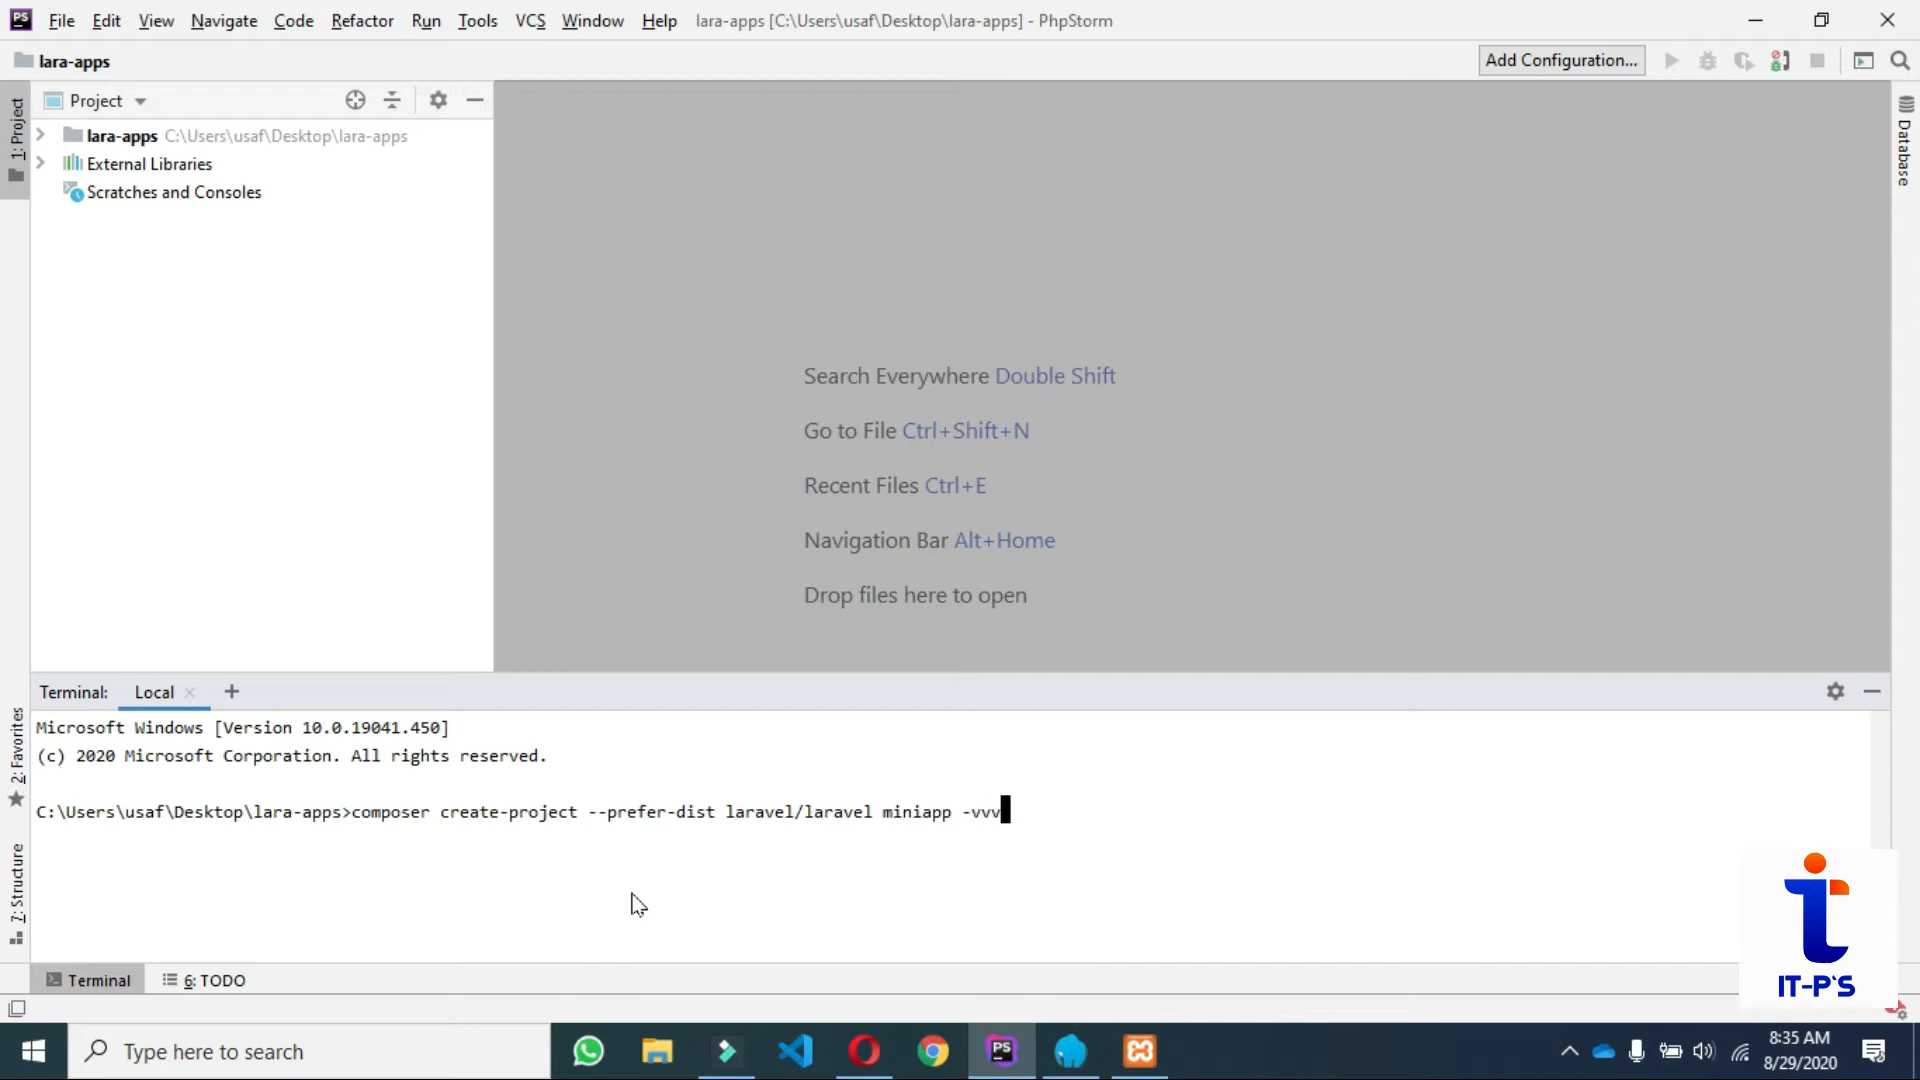 PS File Edit View Navigate Code Refactor Run Tools VCS Window Help lara-apps [C:\Users\usaf\Desktop\lara-apps] - PhpStorm
lara-apps
Add Configuration...
Project
1: Project
lara-apps C:\Users\usaf\Desktop\lara-apps
External Libraries
Scratches and Consoles
Database
Search Everywhere Double Shift
Go to File Ctrl+Shift+N
Recent Files Ctrl+E
Navigation Bar Alt+Home
Drop files here to open
Terminal: Local
2: Favorites
7: Structure
Microsoft Windows [Version 10.0.19041.450]
(c) 2020 Microsoft Corporation. All rights reserved.
C:\Users\usaf\Desktop\lara-apps>composer create-project --prefer-dist laravel/laravel miniapp -vvv
IT-P'S
Terminal
6: TODO
Type here to search
PS
8:35 AM
8/29/2020